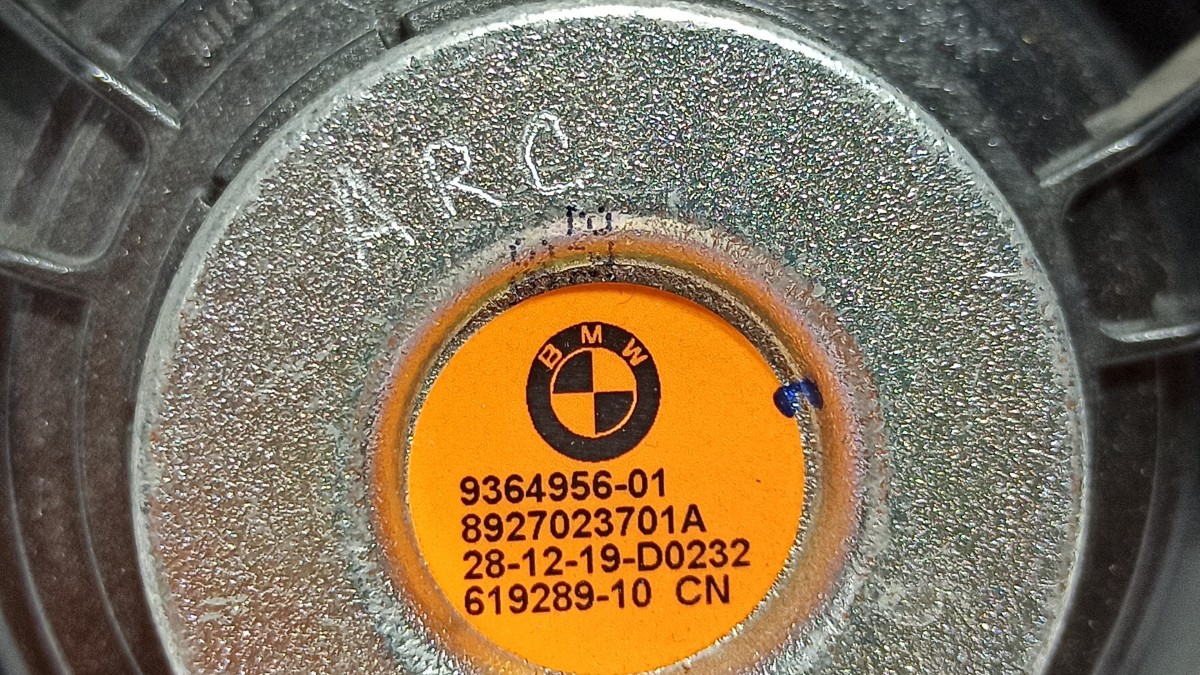 ARC
BMW
9364956-01
8927023701A
28-12-19-D0232
619289-10 CN